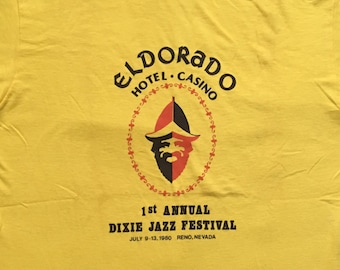 ELDORADO
HOTEL · CASINO
1st ANNUAL
DIXIE JAZZ FESTIVAL
JULY 9-13, 1980 RENO, NEVADA